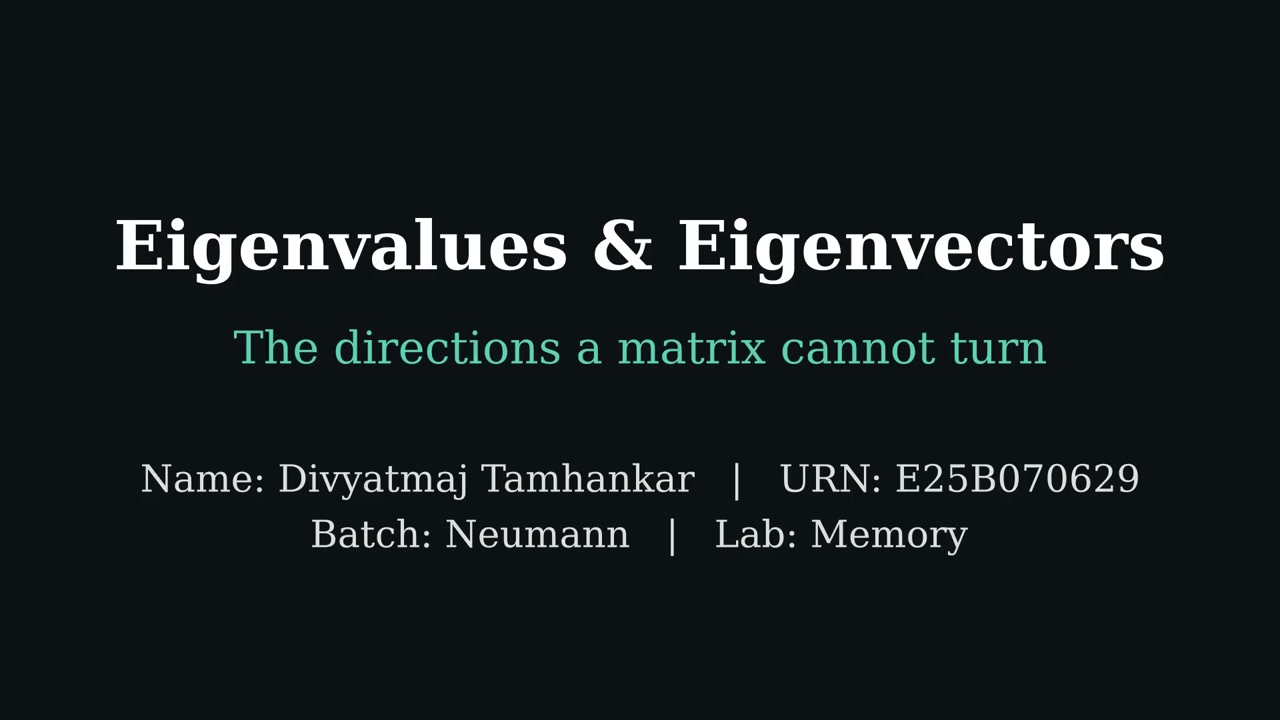 Eigenvalues & Eigenvectors
The directions a matrix cannot turn
Name: Divyatmaj Tamhankar | URN: E25B070629
Batch: Neumann | Lab: Memory